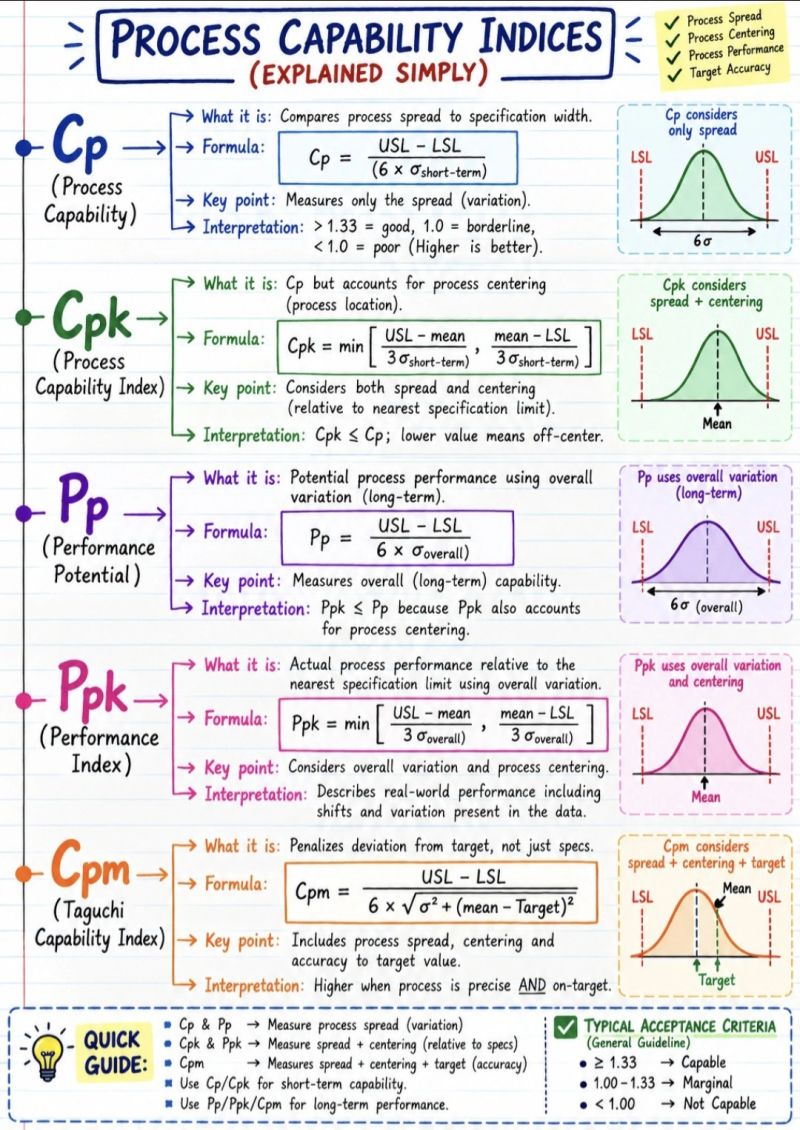 PROCESS CAPABILITY INDICES
(EXPLAINED SIMPLY)
✓ Process Spread
✓ Process Centering
✓ Process Performance
✓ Target Accuracy
Cp
(Process
Capability)
What it is: Compares process spread to specification width.
Formula: Cp = USL – LSL / (6 × σshort-term)
Key point: Measures only the spread (variation).
Interpretation: > 1.33 = good, 1.0 = borderline,
< 1.0 = poor (Higher is better).
Cp considers
only spread
LSL USL
6σ
Cpk
(Process
Capability Index)
What it is: Cp but accounts for process centering
(process location).
Formula: Cpk = min [ USL – mean / 3 σshort-term) , mean – LSL / 3 σshort-term) ]
Key point: Considers both spread and centering
(relative to nearest specification limit).
Interpretation: Cpk ≤ Cp; lower value means off-center.
Cpk considers
spread + centering
LSL USL
Mean
Pp
(Performance
Potential)
What it is: Potential process performance using overall
variation (long-term).
Formula: Pp = USL – LSL / 6 × σoverall)
Key point: Measures overall (long-term) capability.
Interpretation: Ppk ≤ Pp because Ppk also accounts
for process centering.
Pp uses overall variation
(long-term)
LSL USL
6σ (overall)
Ppk
(Performance
Index)
What it is: Actual process performance relative to the
nearest specification limit using overall variation.
Formula: Ppk = min [ USL – mean / 3 σoverall) , mean – LSL / 3 σoverall) ]
Key point: Considers overall variation and process centering.
Interpretation: Describes real-world performance including
shifts and variation present in the data.
Ppk uses overall variation
and centering
LSL USL
Mean
Cpm
(Taguchi
Capability Index)
What it is: Penalizes deviation from target, not just specs.
Formula: Cpm = USL – LSL / 6 × √σ² + (mean – Target)²
Key point: Includes process spread, centering and
accuracy to target value.
Interpretation: Higher when process is precise AND on-target.
Cpm considers
spread + centering + target
Mean
LSL USL
Target
QUICK
GUIDE:
Cp & Pp → Measure process spread (variation)
Cpk & Ppk → Measure spread + centering (relative to specs)
Cpm → Measures spread + centering + target (accuracy)
Use Cp/Cpk for short-term capability.
Use Pp/Ppk/Cpm for long-term performance.
✓ TYPICAL ACCEPTANCE CRITERIA
(General Guideline)
• ≥ 1.33 → Capable
• 1.00 – 1.33 → Marginal
• < 1.00 → Not Capable